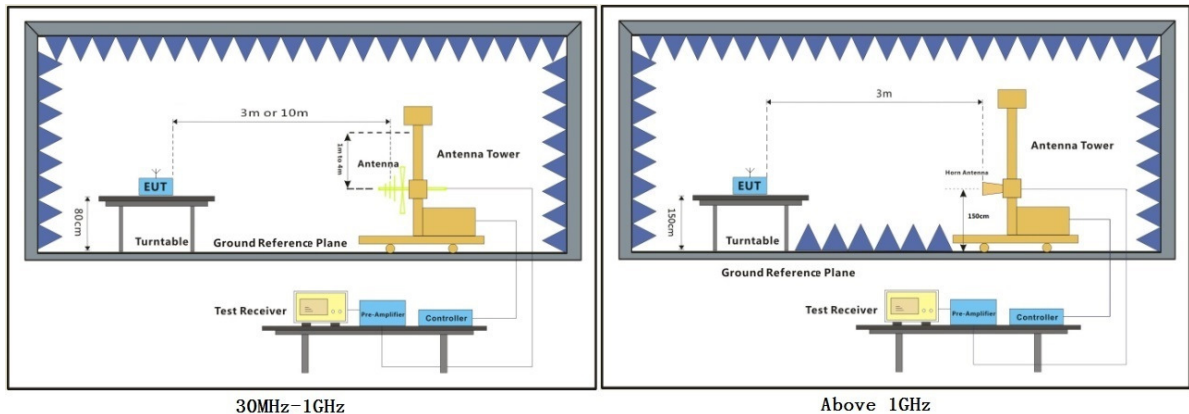 3m or 10m
1m to 4m
Antenna
Antenna Tower
EUT
80cm
Turntable
Ground Reference Plane
Test Receiver
Pre-Amplifier
Controller
30MHz-1GHz
3m
Antenna Tower
Horn Antenna
EUT
150cm
150cm
Turntable
Ground Reference Plane
Test Receiver
Pre-Amplifier
Controller
Above 1GHz